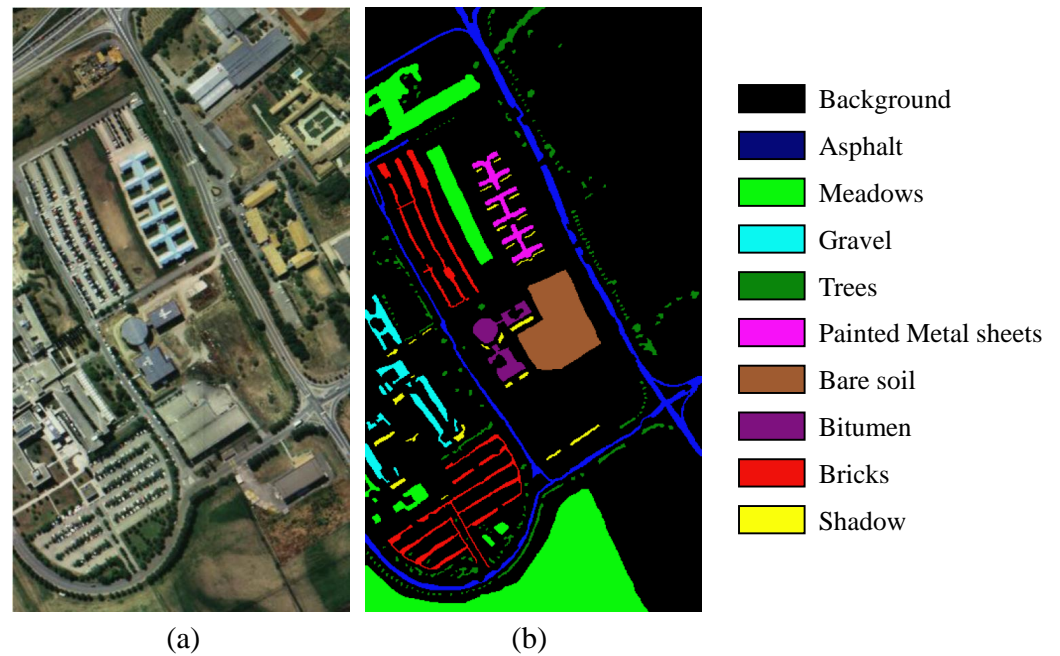 Background
Asphalt
Meadows
Gravel
Trees
Painted Metal sheets
Bare soil
Bitumen
Bricks
Shadow
(a)
(b)